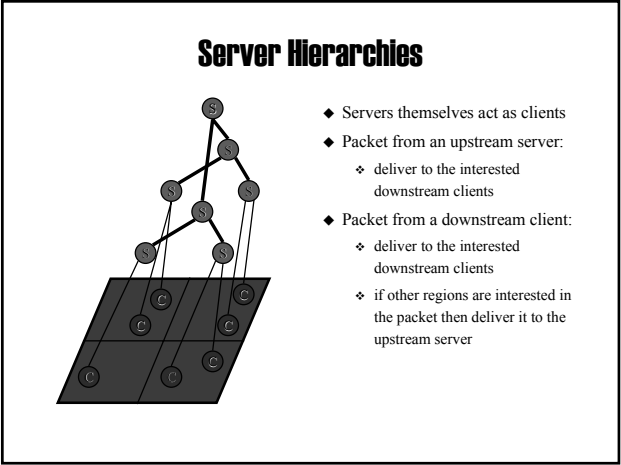 Server Hierarchies
◆ Servers themselves act as clients
◆ Packet from an upstream server:
❖ deliver to the interested
downstream clients
◆ Packet from a downstream client:
❖ deliver to the interested
downstream clients
❖ if other regions are interested in
the packet then deliver it to the
upstream server
S
S
S
S
S
S
S
C
C
C
C
C
C
C